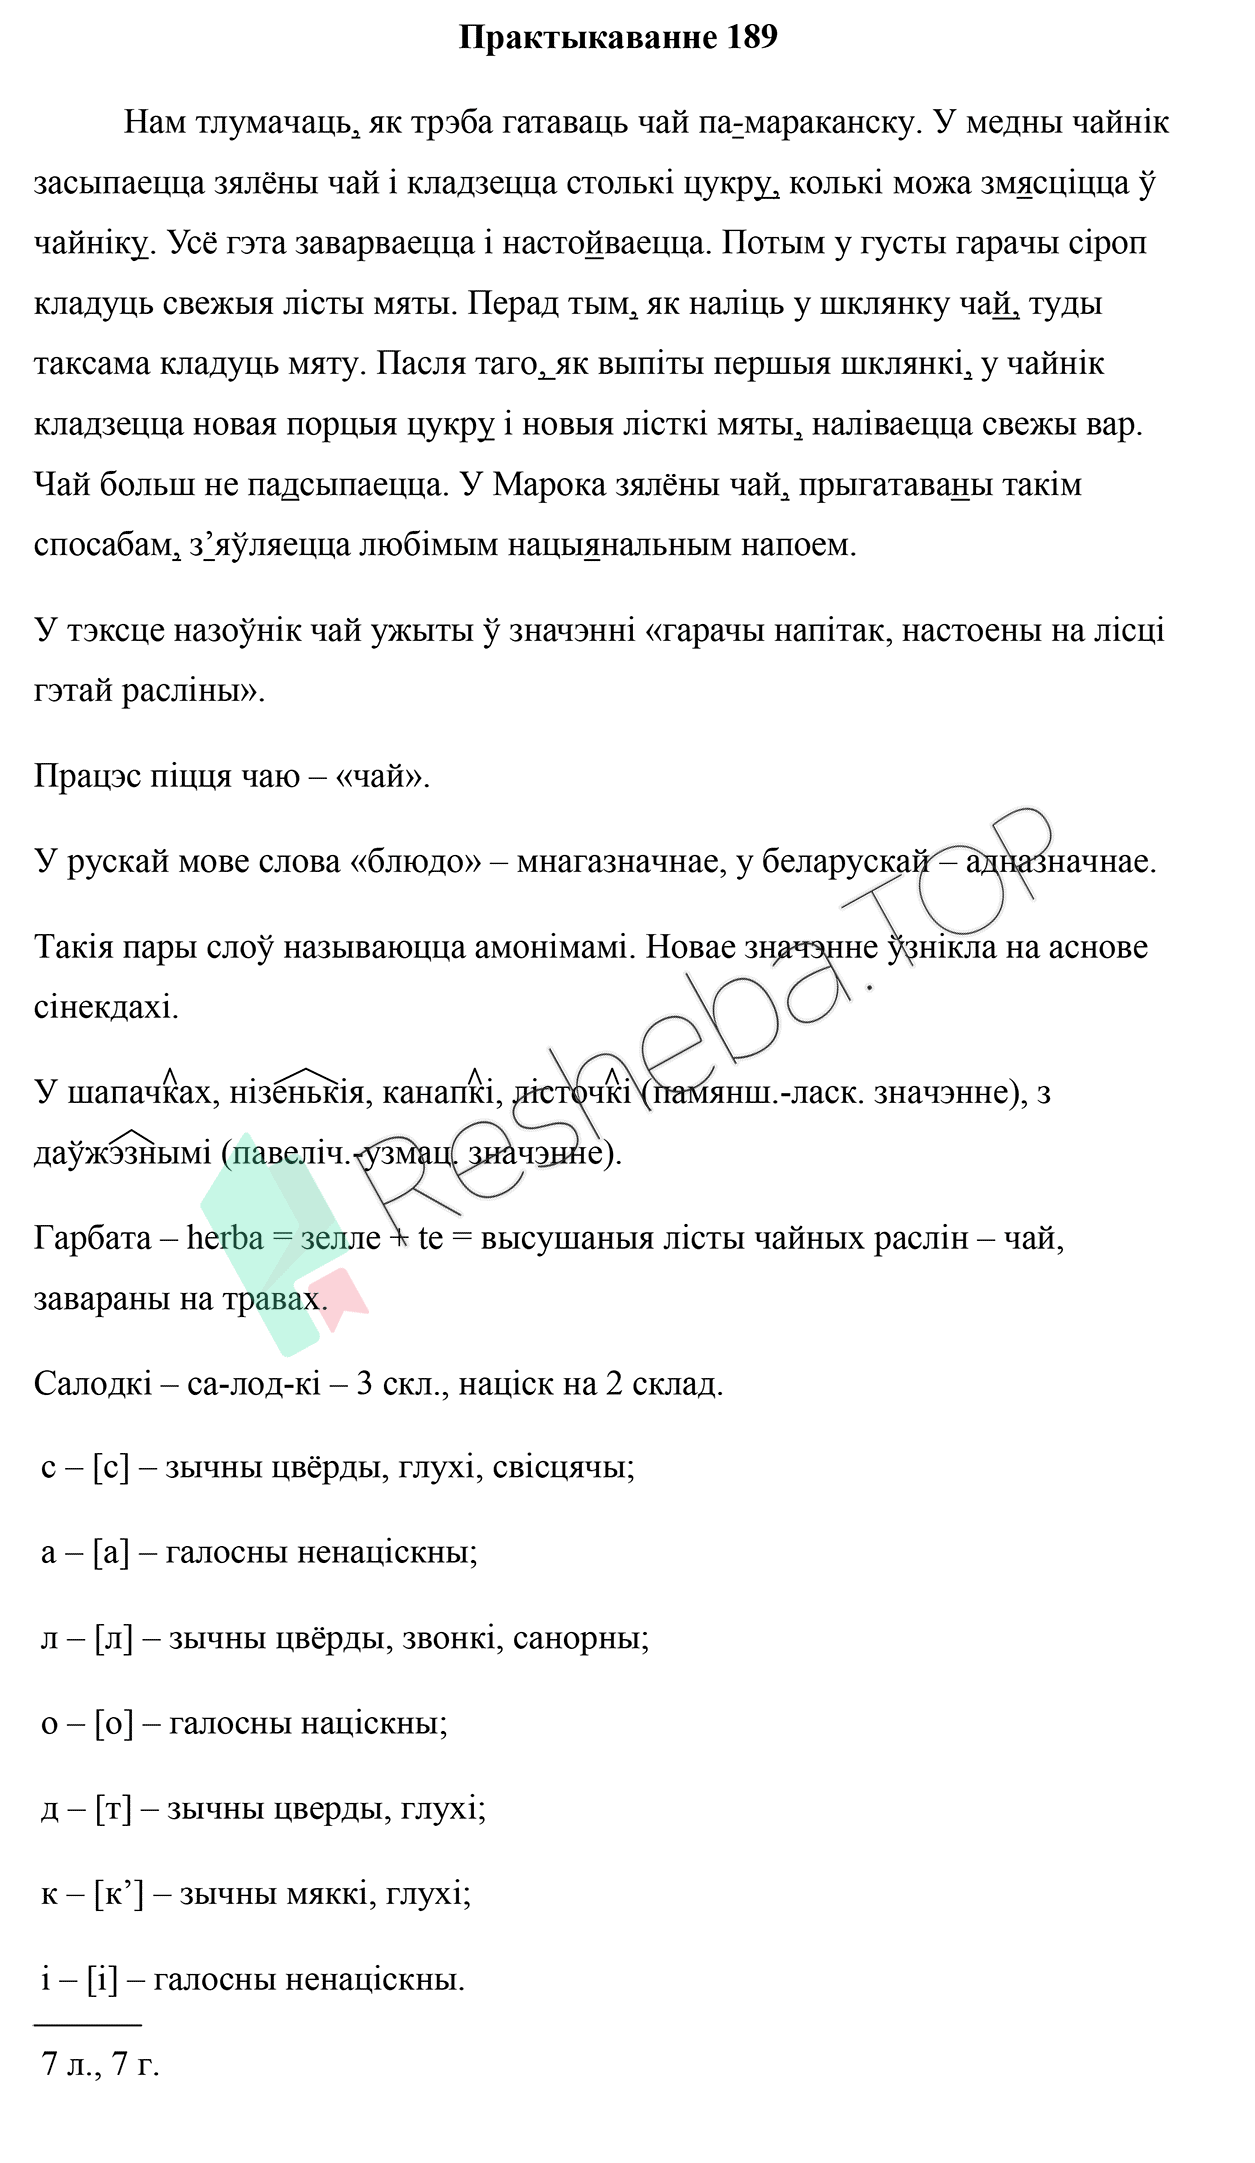 Практыкаванне 189
Нам тлумачаць, як трэба гатаваць чай па-мараканску. У медны чайнік
засыпаецца зялёны чай і кладзецца столькі цукру, колькі можа змясціцца ў
чайніку. Усё гэта заварваецца і настойваецца. Потым у густы гарачы сіроп
кладуць свежыя лісты мяты. Перад тым, як наліць у шклянку чай, туды
таксама кладуць мяту. Пасля таго, як выпіты першыя шклянкі, у чайнік
кладзецца новая порцыя цукру і новыя лісткі мяты, наліваецца свежы вар.
Чай больш не падсыпаецца. У Марока зялёны чай, прыгатаваны такім
спосабам, з’яўляецца любімым нацыянальным напоем.
У тэксце назоўнік чай ужыты ў значэнні «гарачы напітак, настоены на лісці
гэтай расліны».
Працэс піцця чаю – «чай».
У рускай мове слова «блюдо» – мнагазначнае, у беларускай – адназначнае.
Такія пары слоў называюцца амонімамі. Новае значэнне ўзнікла на аснове
сінекдахі.
У шапачках, нізенькія, канапкі, лісточкі (памянш.-ласк. значэнне), з
даўжэзнымі (павеліч.-узмац. значэнне).
Гарбата – herba = зелле + te = высушаныя лісты чайных раслін – чай,
завараны на травах.
Салодкі – са-лод-кі – 3 скл., націск на 2 склад.
с – [с] – зычны цвёрды, глухі, свісцячы;
а – [а] – галосны ненаціскны;
л – [л] – зычны цвёрды, звонкі, санорны;
о – [о] – галосны націскны;
д – [т] – зычны цверды, глухі;
к – [к’] – зычны мяккі, глухі;
і – [і] – галосны ненаціскны.
7 л., 7 г.
Resheba.TOP